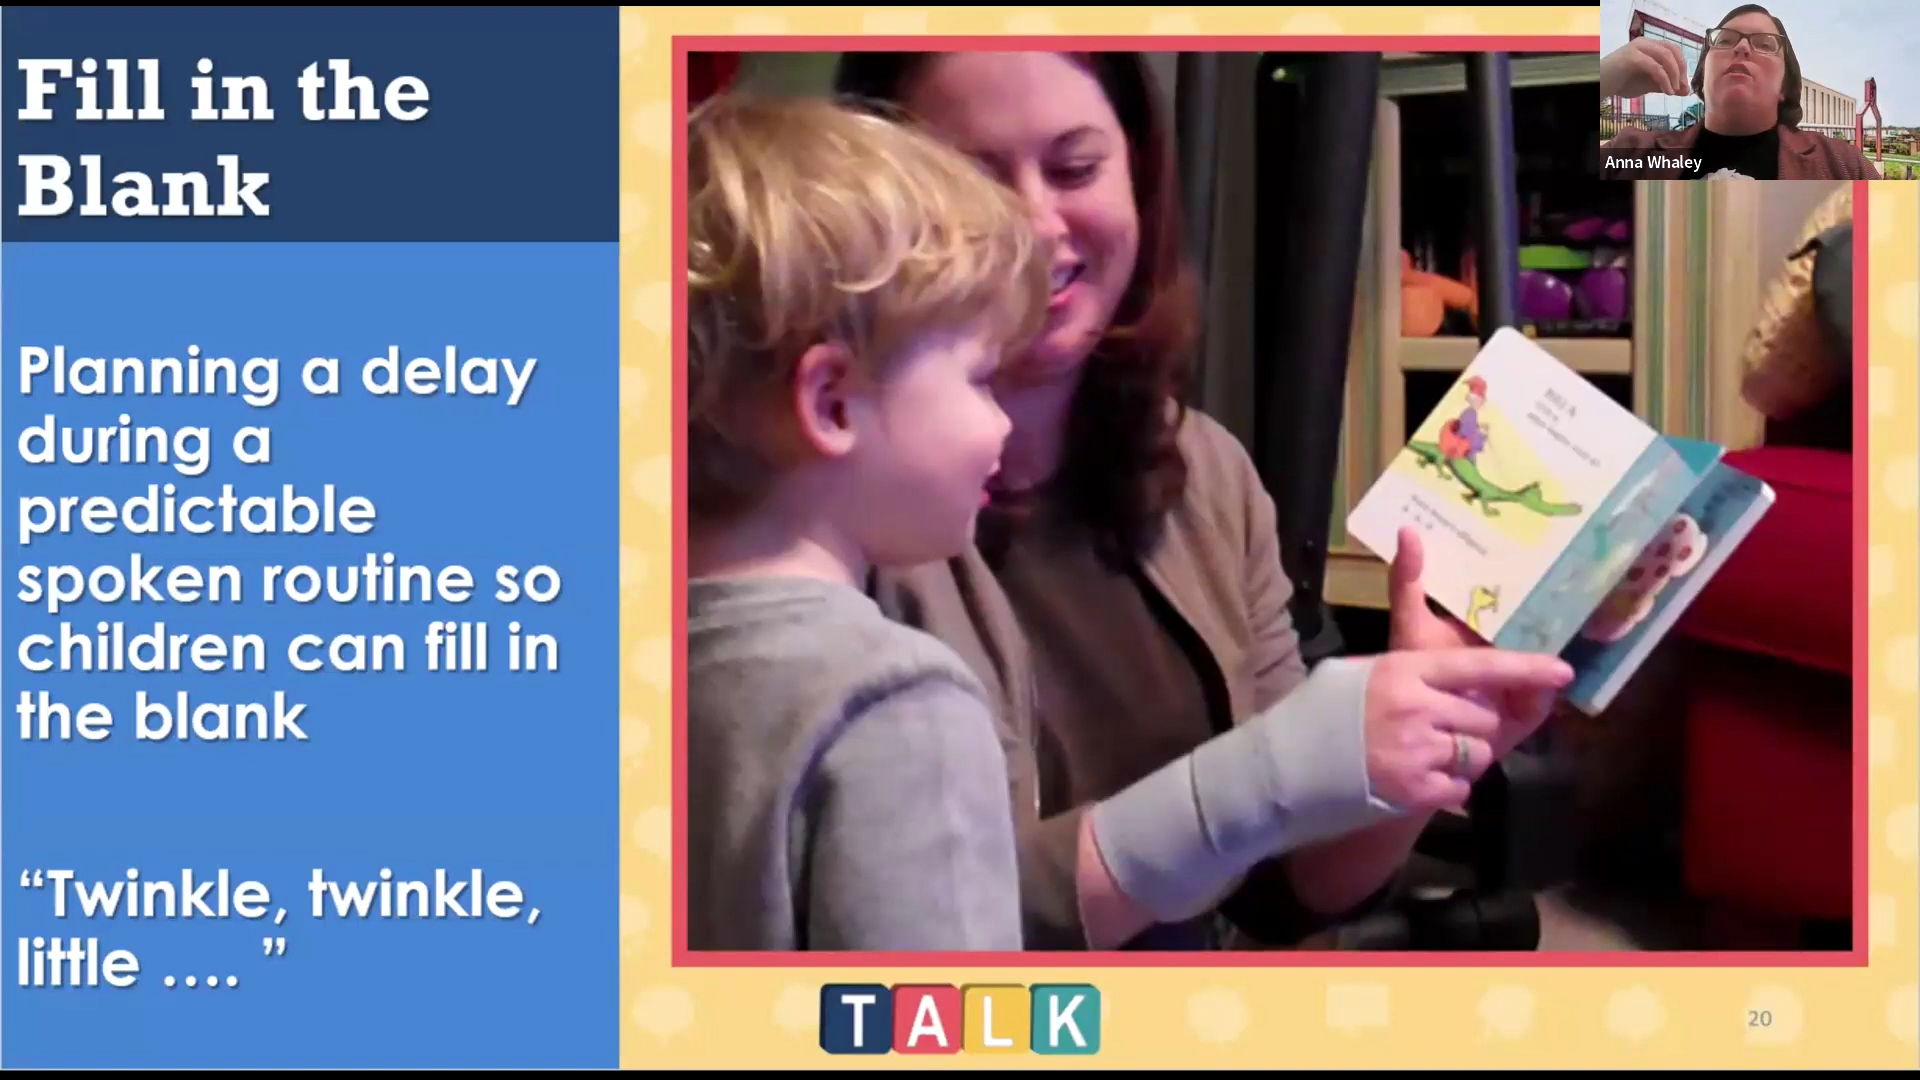 Fill in the
Blank
Planning a delay
during a
predictable
spoken routine so
children can fill in
the blank
“Twinkle, twinkle,
little .... ”
Anna Whaley
TALK
20